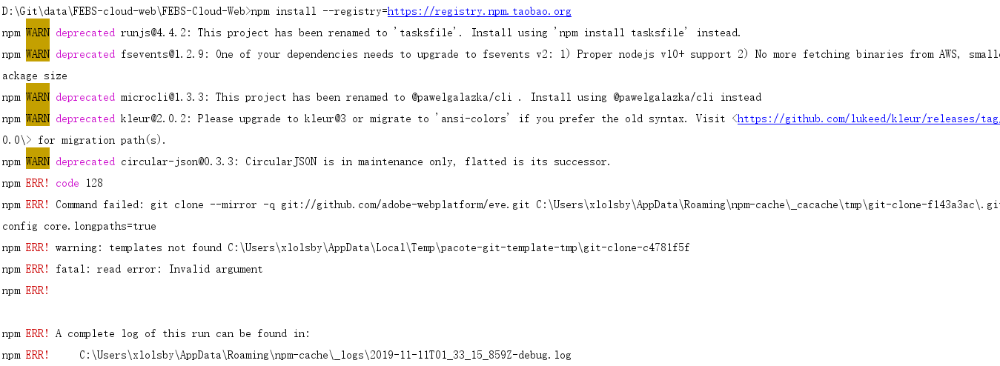 D:\Git\data\FEBS-cloud-web\FEBS-Cloud-Web>npm install --registry=https://registry.npm.taobao.org
npm WARN deprecated runjs@4.4.2: This project has been renamed to 'tasksfile'. Install using 'npm install tasksfile' instead.
npm WARN deprecated fsevents@1.2.9: One of your dependencies needs to upgrade to fsevents v2: 1) Proper nodejs v10+ support 2) No more fetching binaries from AWS, smalle
ackage size
npm WARN deprecated microcli@1.3.3: This project has been renamed to @pawelgalazka/cli . Install using @pawelgalazka/cli instead
npm WARN deprecated kleur@2.0.2: Please upgrade to kleur@3 or migrate to 'ansi-colors' if you prefer the old syntax. Visit <https://github.com/lukeed/kleur/releases/tag/
0.0\> for migration path(s).
npm WARN deprecated circular-json@0.3.3: CircularJSON is in maintenance only, flatted is its successor.
npm ERR! code 128
npm ERR! Command failed: git clone --mirror -q git://github.com/adobe-webplatform/eve.git C:\Users\xlolsby\AppData\Roaming\npm-cache\_cacache\tmp\git-clone-f143a3ac\.gi
config core.longpaths=true
npm ERR! warning: templates not found C:\Users\xlolsby\AppData\Local\Temp\pacote-git-template-tmp\git-clone-c4781f5f
npm ERR! fatal: read error: Invalid argument
npm ERR!
npm ERR! A complete log of this run can be found in:
npm ERR!     C:\Users\xlolsby\AppData\Roaming\npm-cache\_logs\2019-11-11T01_33_15_859Z-debug.log